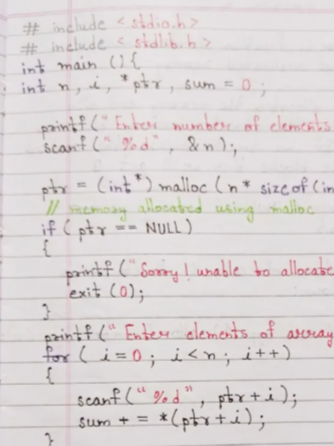 # include <stdio.h>
# include <stdlib.h>
int main () {
int n, i, *ptr, sum = 0 ;
printf (" Enter number of elements
scanf (" %d" , &n) ;
ptr = (int*) malloc (n* sizeof (in
// memory allocated using malloc
if ( ptr == NULL)
{
printf (" Sorry! unable to allocate
exit (0);
}
printf (" Enter elements of array
for ( i=0 ; i<n ; i++)
{
scanf (" %d" , ptr+i) ;
sum + = *(ptr+i) ;
}